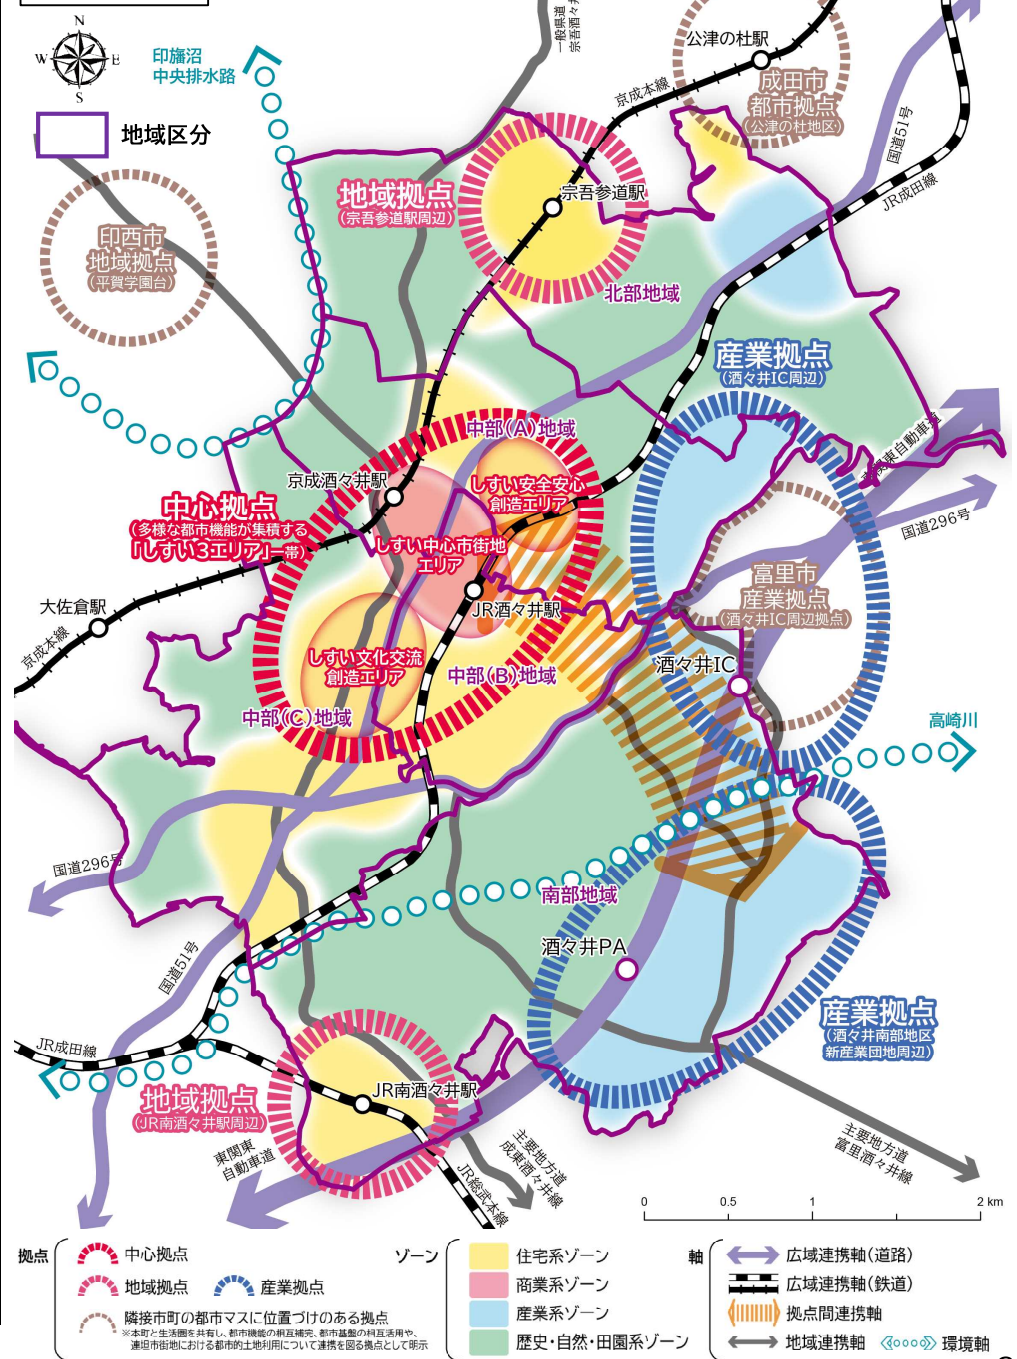 一般県道
宗吾酒々井
N
W
E
S
印旛沼
中央排水路
地域区分
公津の杜駅
成田市
都市拠点
(公津の杜地区)
京成本線
国道51号
JR成田線
地域拠点
(宗吾参道駅周辺)
宗吾参道駅
印西市
地域拠点
(平賀学園台)
北部地域
産業拠点
(酒々井IC周辺)
東関東自動車道
国道296号
中部(A)地域
京成酒々井駅
しすい安全安心
創造エリア
中心拠点
(多様な都市機能が集積する
「しすい3エリア」一帯)
しすい中心市街地
エリア
JR酒々井駅
富里市
産業拠点
(酒々井IC周辺拠点)
大佐倉駅
京成本線
しすい文化交流
創造エリア
中部(B)地域
酒々井IC
中部(C)地域
高崎川
国道296号
南部地域
酒々井PA
国道51号
産業拠点
(酒々井南部地区
新産業団地周辺)
JR成田線
地域拠点
(JR南酒々井駅周辺)
JR南酒々井駅
東関東
自動車道
JR総武本線
主要地方道
成東酒々井線
主要地方道
富里酒々井線
0 0.5 1 2 km
拠点
中心拠点
地域拠点
産業拠点
隣接市町の都市マスに位置づけのある拠点
※本町と生活圏を共有し、都市機能の相互補完、都市基盤の相互活用や、
連坦市街地における都市的土地利用について連携を図る拠点として明示
ゾーン
住宅系ゾーン
商業系ゾーン
産業系ゾーン
歴史・自然・田園系ゾーン
軸
広域連携軸(道路)
広域連携軸(鉄道)
拠点間連携軸
地域連携軸
環境軸